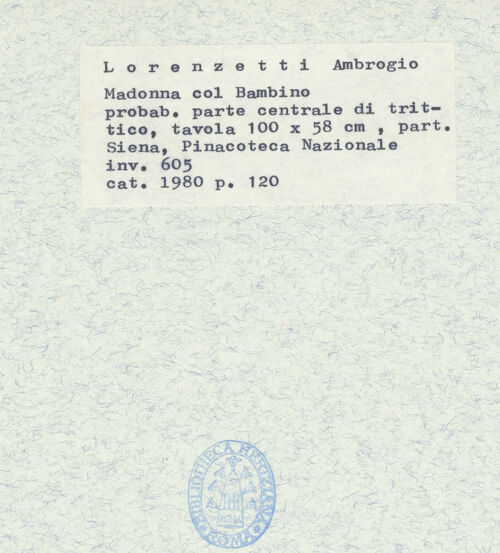 Lorenzetti Ambrogio
Madonna col Bambino
probab. parte centrale di trit-
tico, tavola 100 x 58 cm , part.
Siena, Pinacoteca Nazionale
inv. 605
cat. 1980 p. 120
BIBLIOTHECA HERTZIANA
ROMA